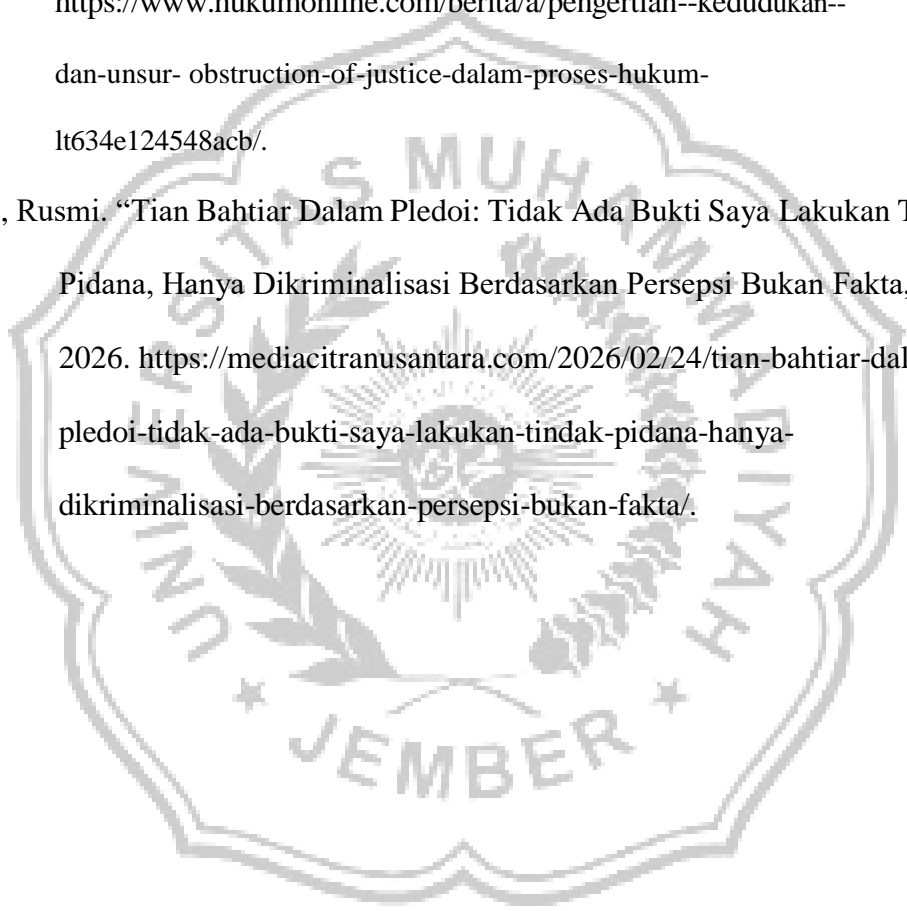 https://www.hukumonline.com/berita/a/pengertian--kedudukan--
dan-unsur- obstruction-of-justice-dalam-proses-hukum-
lt634e124548acb/.
, Rusmi. “Tian Bahtiar Dalam Pledoi: Tidak Ada Bukti Saya Lakukan T
Pidana, Hanya Dikriminalisasi Berdasarkan Persepsi Bukan Fakta,
2026. https://mediacitranusantara.com/2026/02/24/tian-bahtiar-dal
pledoi-tidak-ada-bukti-saya-lakukan-tindak-pidana-hanya-
dikriminalisasi-berdasarkan-persepsi-bukan-fakta/.
UNIVERSITAS MUHAMMADIYAH
JEMBER